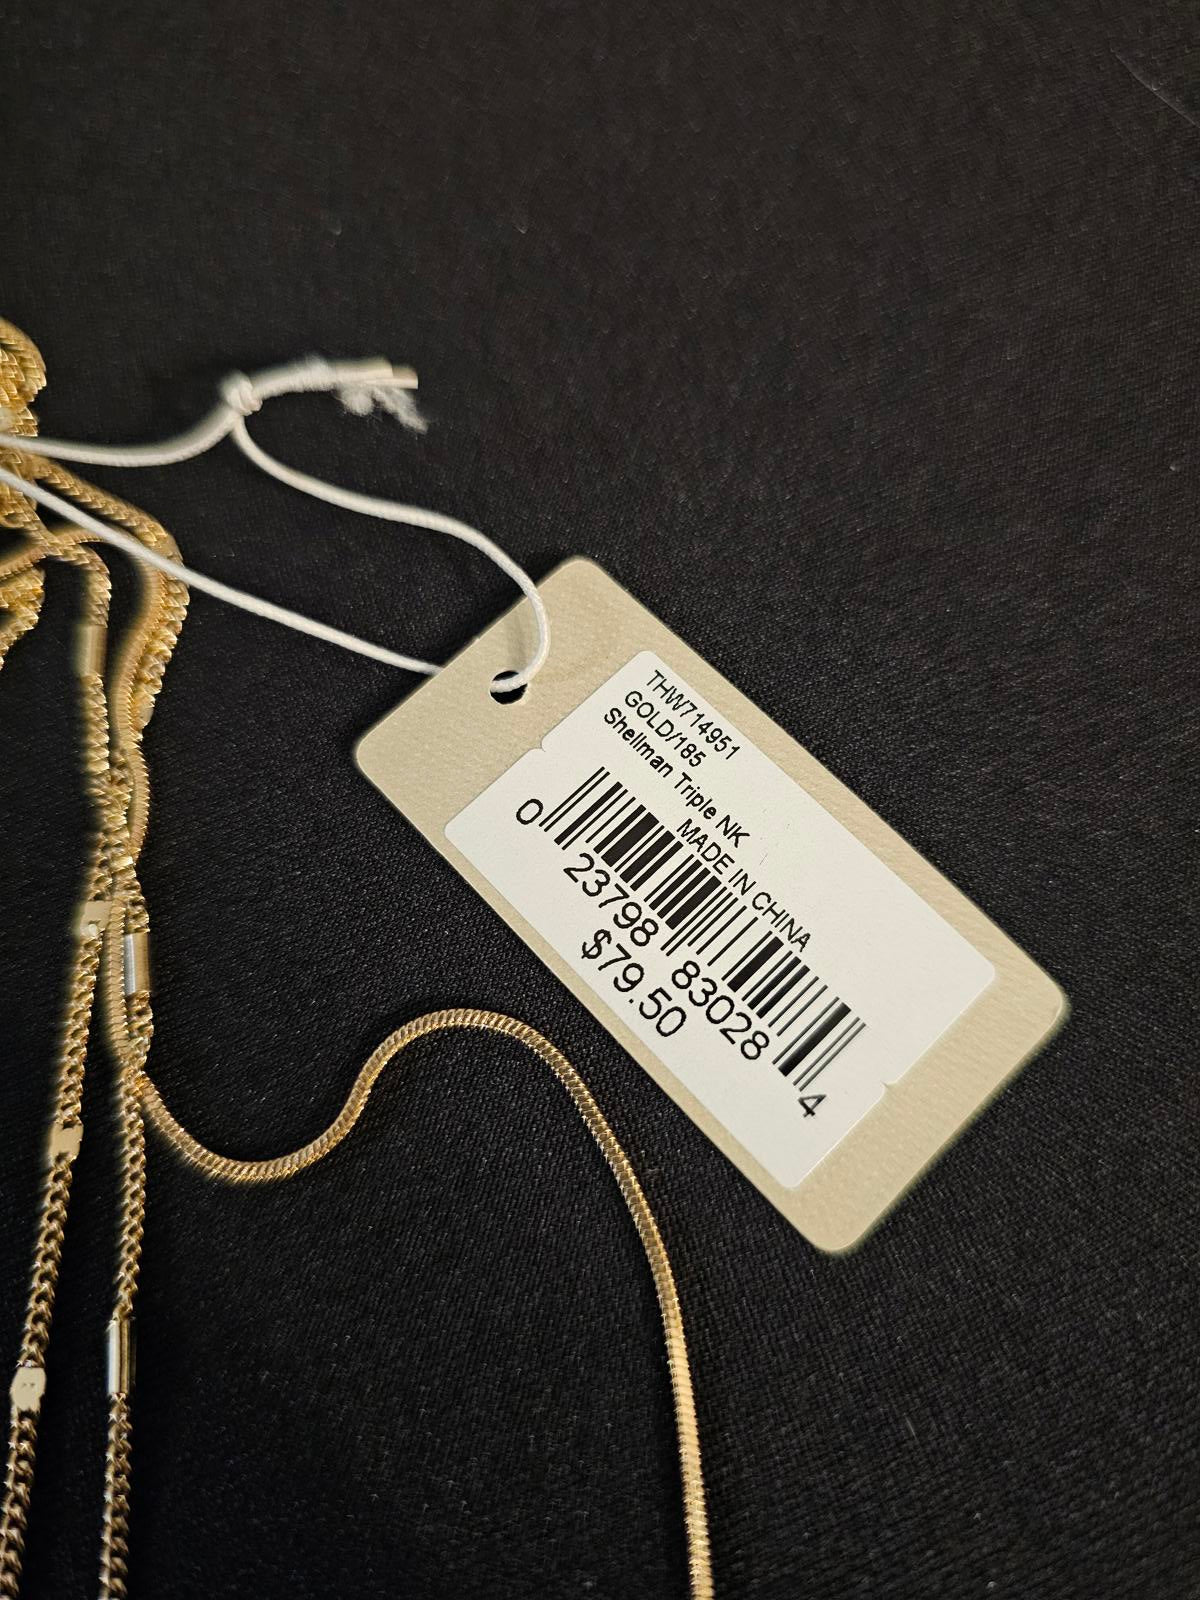 THW714951
GOLD/185
Shellman Triple NK
MADE IN CHINA
0 23798 83028 4
$79.50